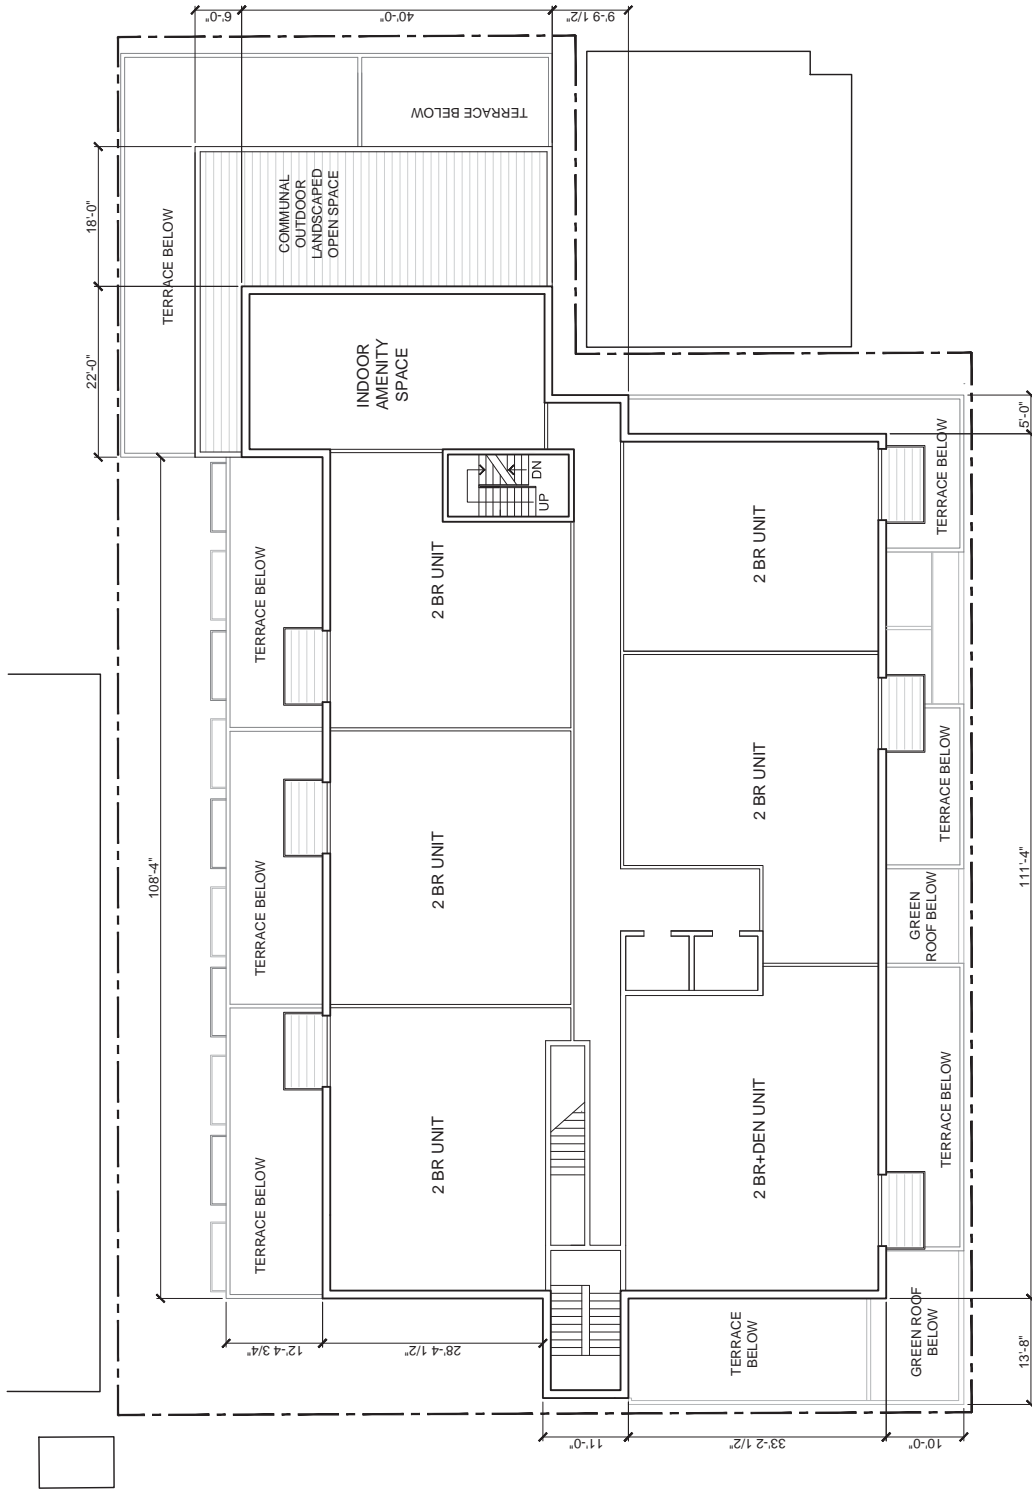 6'-0"
40'-0"
9'-9 1/2"
TERRACE BELOW
18'-0"
COMMUNAL
OUTDOOR
LANDSCAPED
OPEN SPACE
TERRACE BELOW
22'-0"
INDOOR
AMENITY
SPACE
5'-0"
TERRACE BELOW
UP
DN
2 BR UNIT
2 BR UNIT
TERRACE BELOW
2 BR UNIT
TERRACE BELOW
108'-4"
TERRACE BELOW
2 BR UNIT
GREEN
ROOF BELOW
111'-4"
TERRACE BELOW
2 BR UNIT
2 BR+DEN UNIT
TERRACE BELOW
12'-4 3/4"
28'-4 1/2"
TERRACE
BELOW
GREEN ROOF
BELOW
13'-8"
11'-0"
33'-2 1/2"
10'-0"